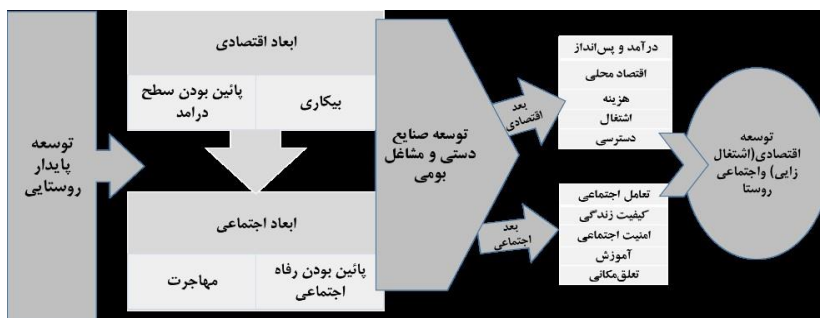 توسعه
پایدار
روستایی
ابعاد اقتصادی
پائین بودن سطح
درامد
بیکاری
ابعاد اجتماعی
مهاجرت
پائین بودن رفاه
اجتماعی
توسعه صنایع
دستی و مشاغل
بومی
بعد
اقتصادی
درآمد و پس‌انداز
اقتصاد محلی
هزینه
اشتغال
دسترسی
بعد
اجتماعی
تعامل اجتماعی
کیفیت زندگی
امنیت اجتماعی
آموزش
تعلق‌مکانی
توسعه
اقتصادی(اشتغال
زایی) واجتماعی
روستا